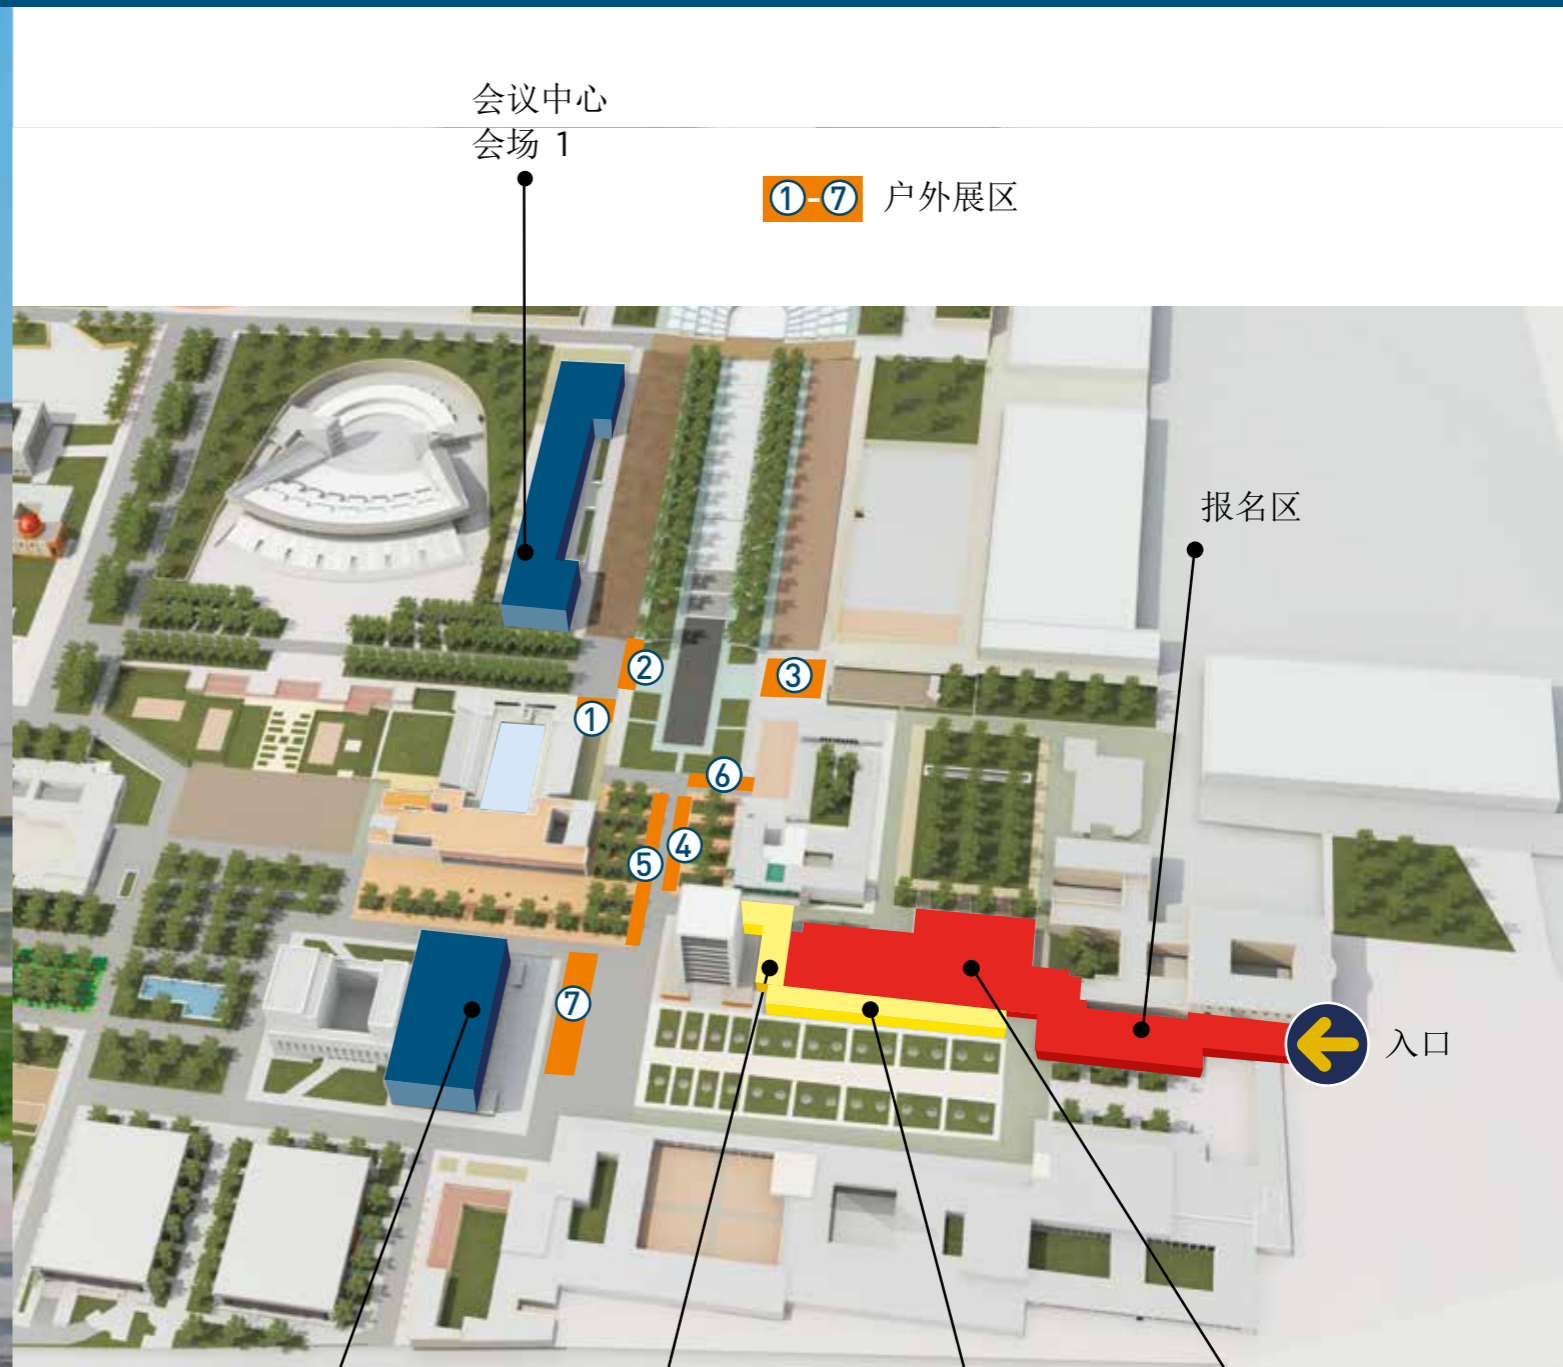 会议中心
会场 1
①-⑦ 户外展区
报名区
②
③
①
⑥
④
⑤
⑦
入口